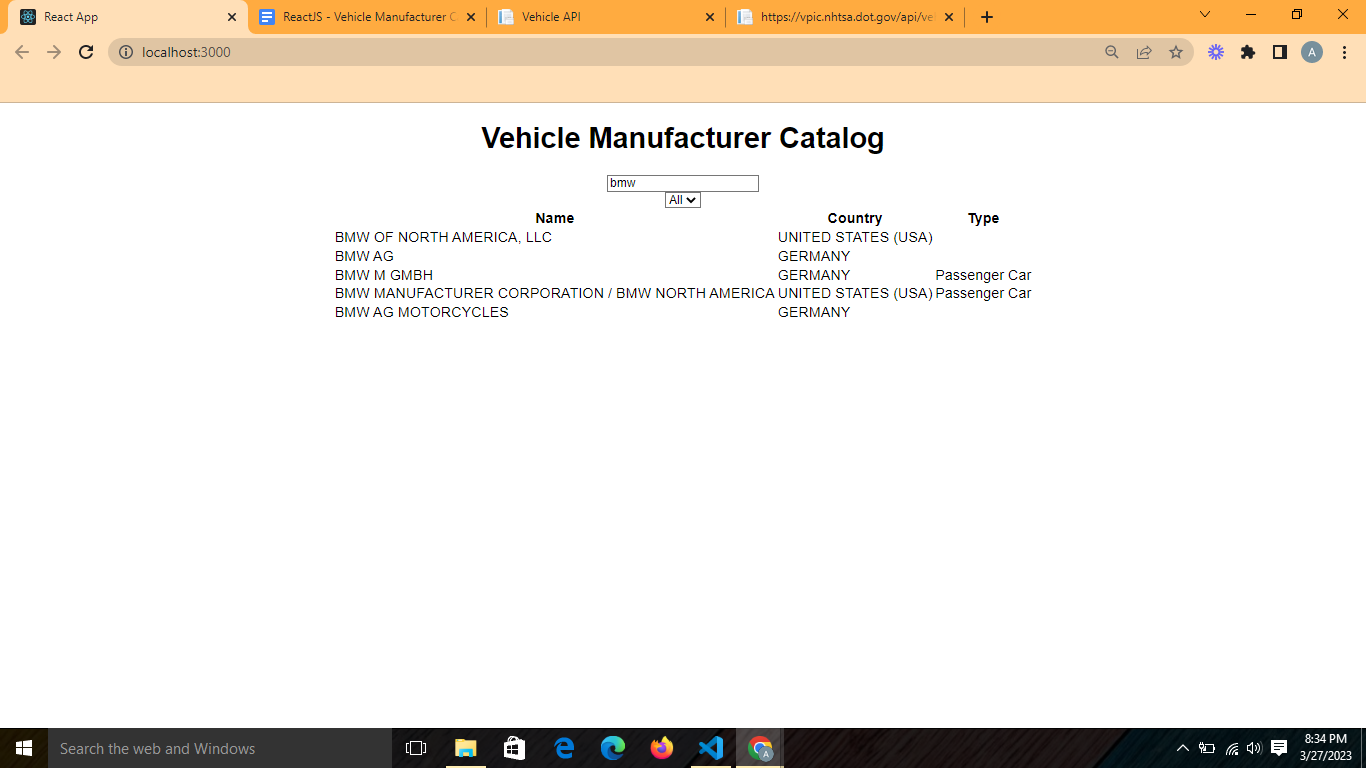 React App
ReactJS - Vehicle Manufacturer C
Vehicle API
https://vpic.nhtsa.dot.gov/api/ve
localhost:3000
A
Vehicle Manufacturer Catalog
bmw
All
Name Country Type
BMW OF NORTH AMERICA, LLC UNITED STATES (USA)
BMW AG GERMANY
BMW M GMBH GERMANY Passenger Car
BMW MANUFACTURER CORPORATION / BMW NORTH AMERICA UNITED STATES (USA) Passenger Car
BMW AG MOTORCYCLES GERMANY
Search the web and Windows
A
8:34 PM
3/27/2023